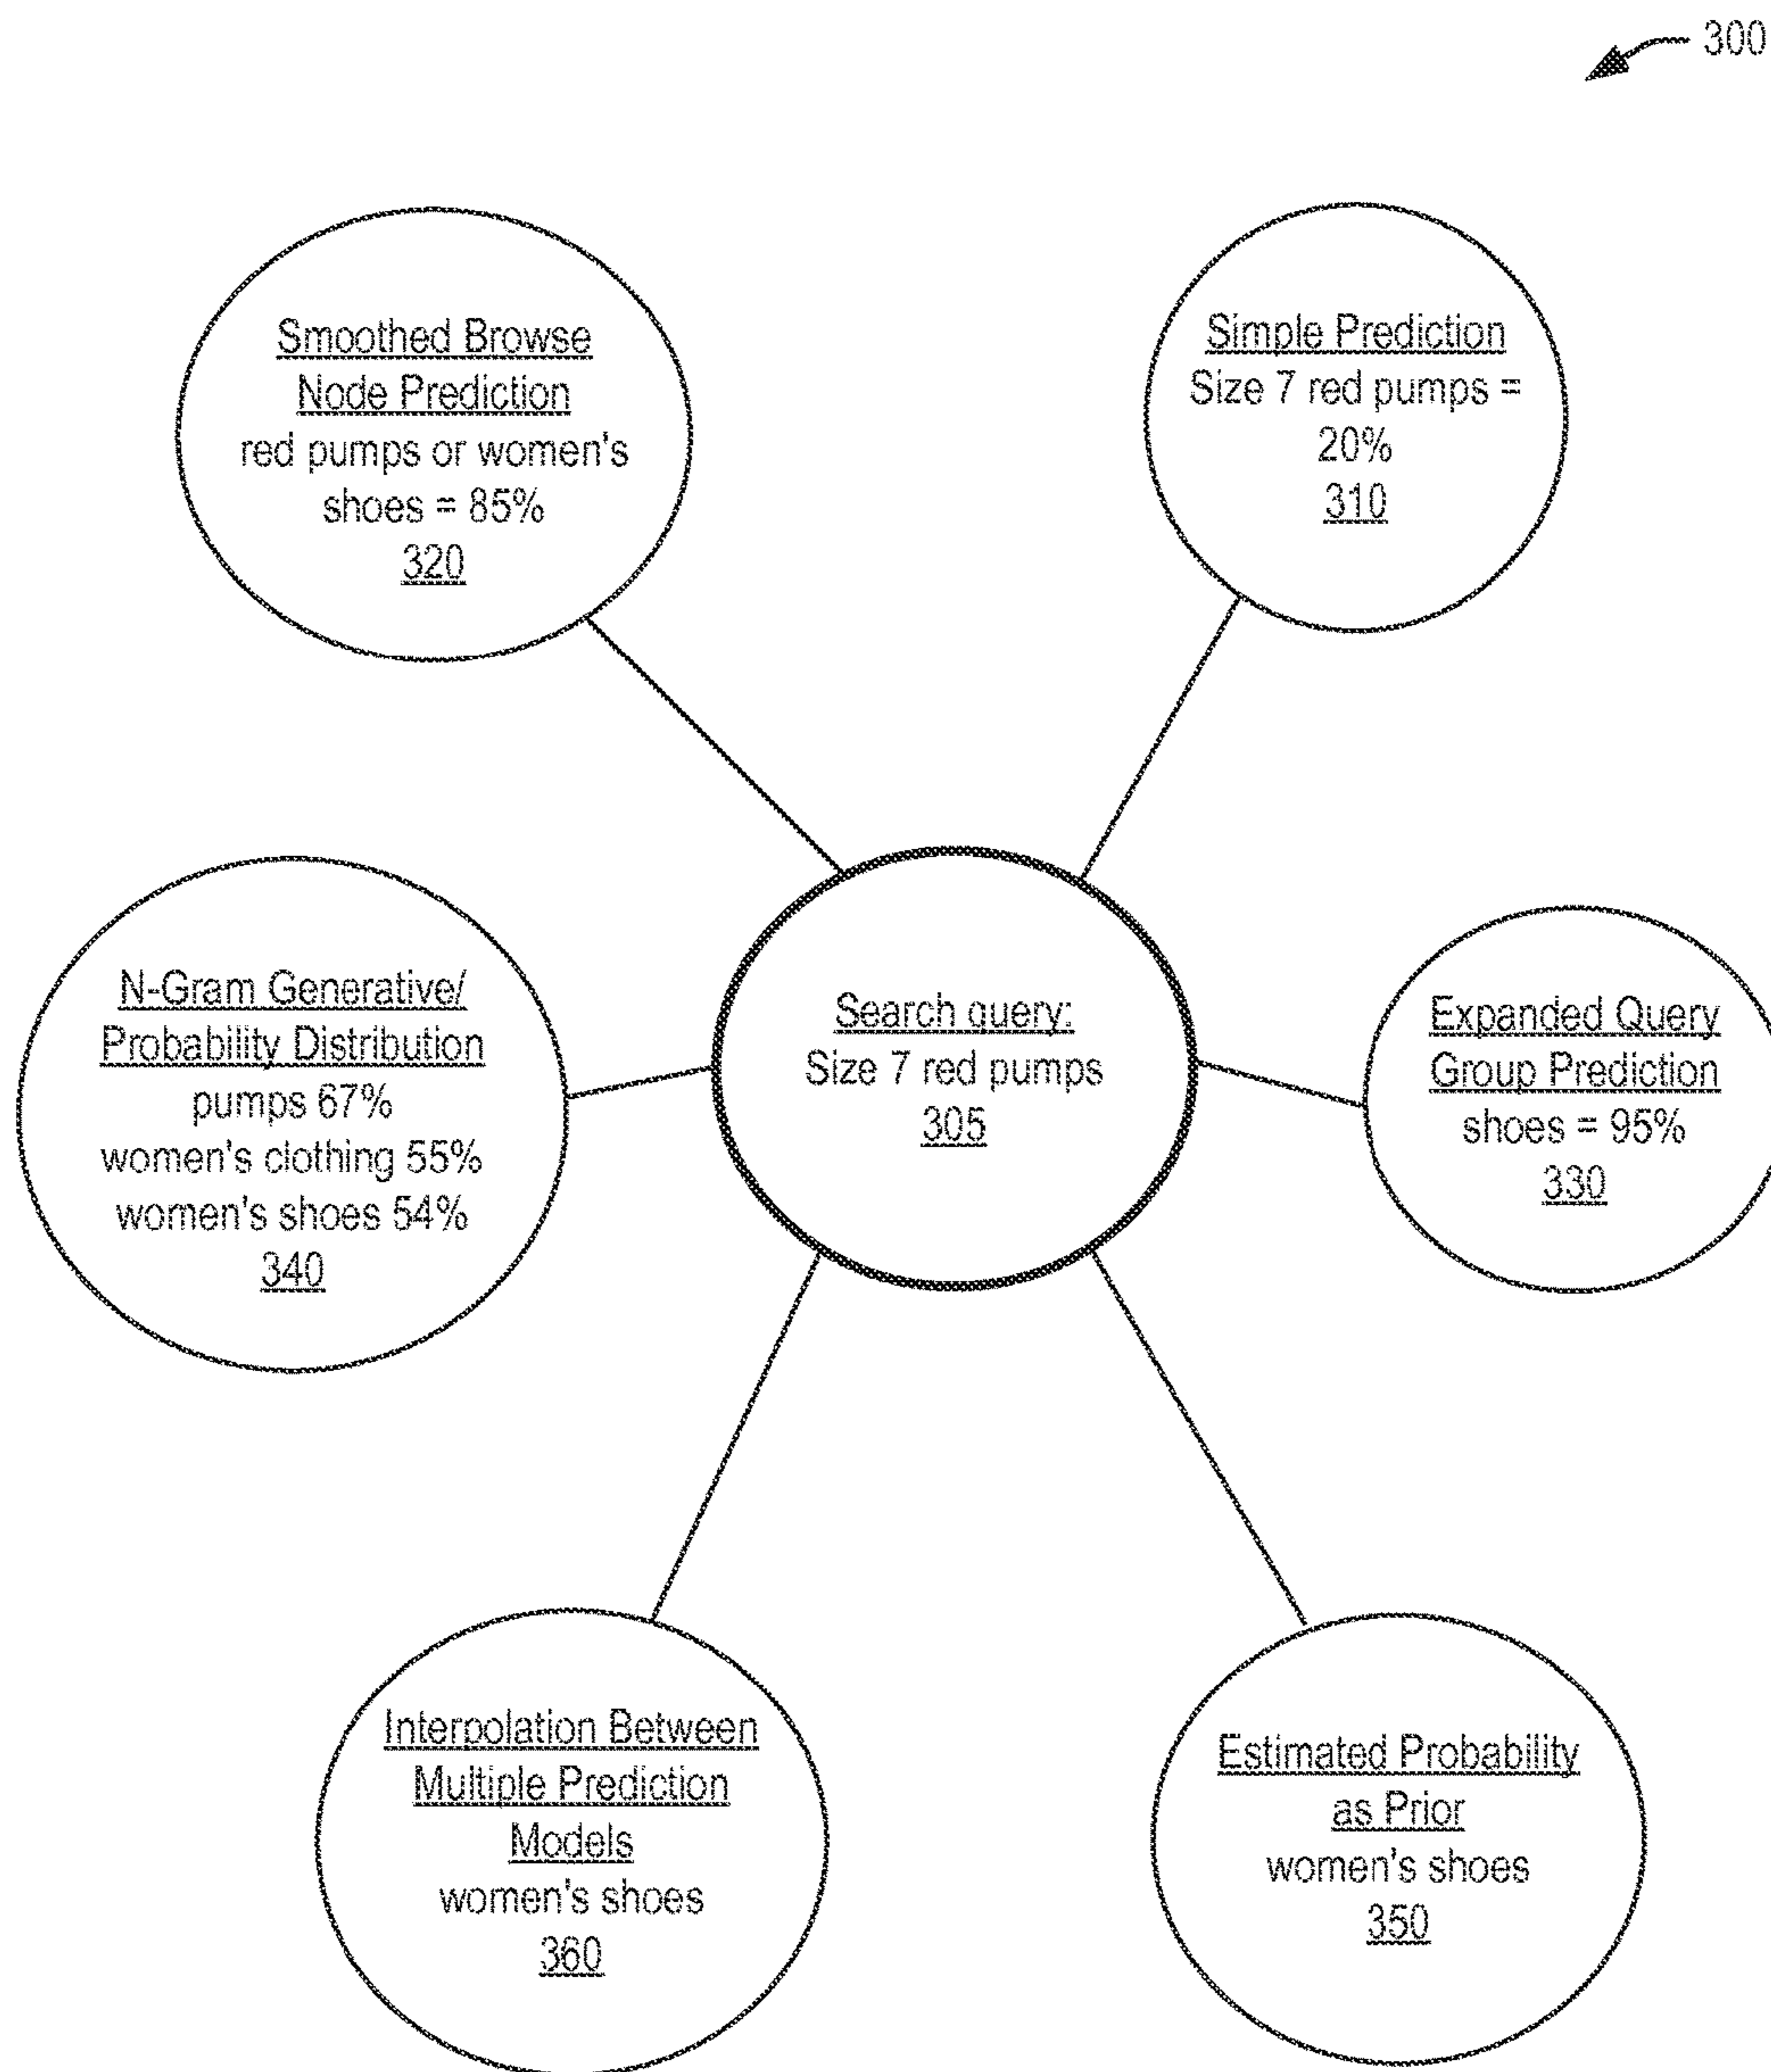 300
Smoothed Browse
Node Prediction
red pumps or women's
shoes = 85%
320
Simple Prediction
Size 7 red pumps =
20%
310
N-Gram Generative/
Probability Distribution
pumps 67%
women's clothing 55%
women's shoes 54%
340
Search query:
Size 7 red pumps
305
Expanded Query
Group Prediction
shoes = 95%
330
Interpolation Between
Multiple Prediction
Models
women's shoes
360
Estimated Probability
as Prior
women's shoes
350